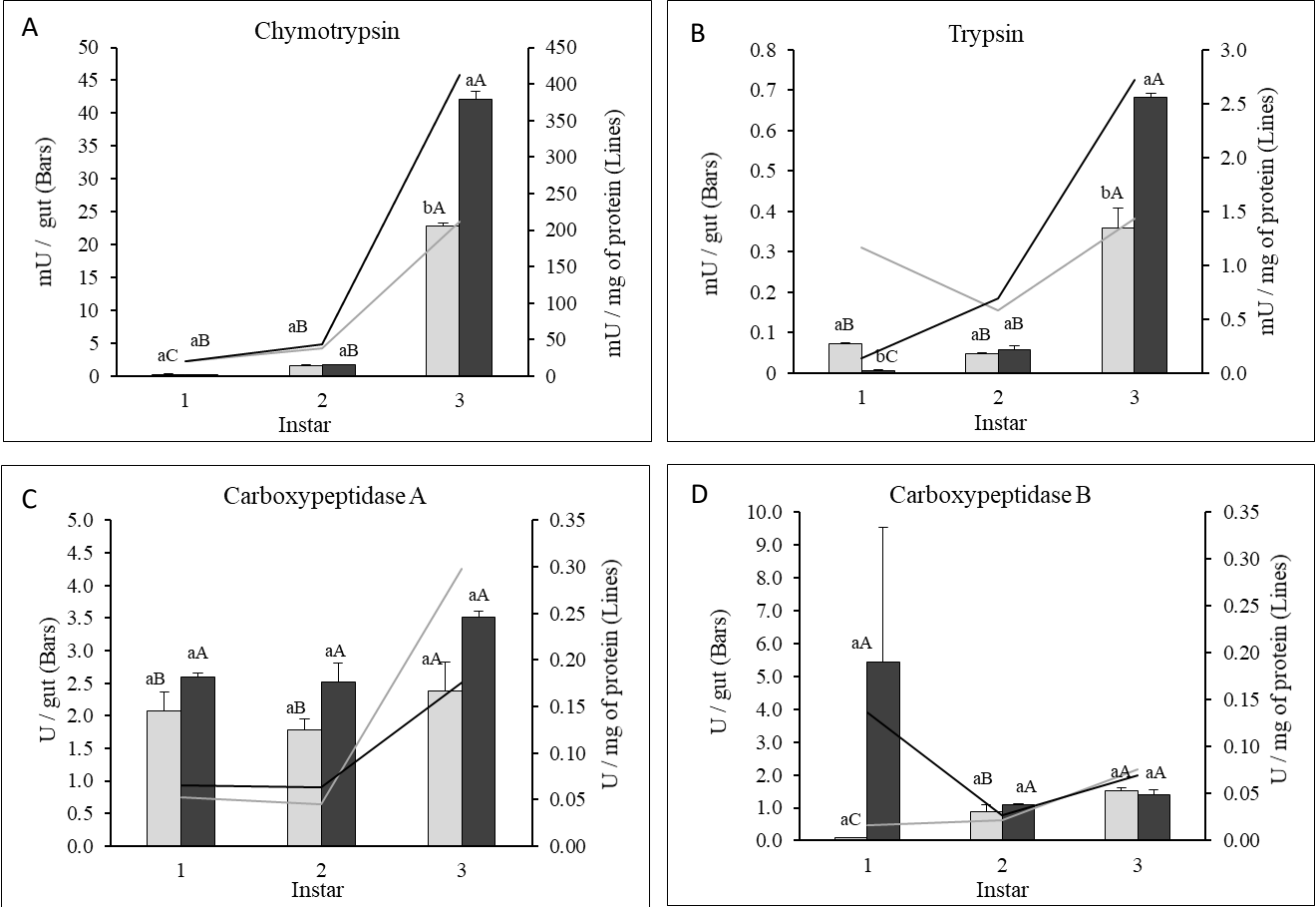 A
Chymotrypsin
mU / gut (Bars)
50
45
40
35
30
25
20
15
10
5
0
450
400
350
300
250
200
150
100
50
0
mU / mg of protein (Lines)
aC
aB
aB
aB
bA
aA
1
2
3
Instar
B
Trypsin
mU / gut (Bars)
0.8
0.7
0.6
0.5
0.4
0.3
0.2
0.1
0
3.0
2.5
2.0
1.5
1.0
0.5
0.0
mU / mg of protein (Lines)
aB
bC
aB
aB
bA
aA
1
2
3
Instar
C
Carboxypeptidase A
U / gut (Bars)
5.0
4.5
4.0
3.5
3.0
2.5
2.0
1.5
1.0
0.5
0.0
0.35
0.30
0.25
0.20
0.15
0.10
0.05
0.00
U / mg of protein (Lines)
aB
aA
aB
aA
aA
aA
1
2
3
Instar
D
Carboxypeptidase B
U / gut (Bars)
10.0
9.0
8.0
7.0
6.0
5.0
4.0
3.0
2.0
1.0
0.0
0.35
0.30
0.25
0.20
0.15
0.10
0.05
0.00
U / mg of protein (Lines)
aC
aA
aB
aA
aA
aA
1
2
3
Instar